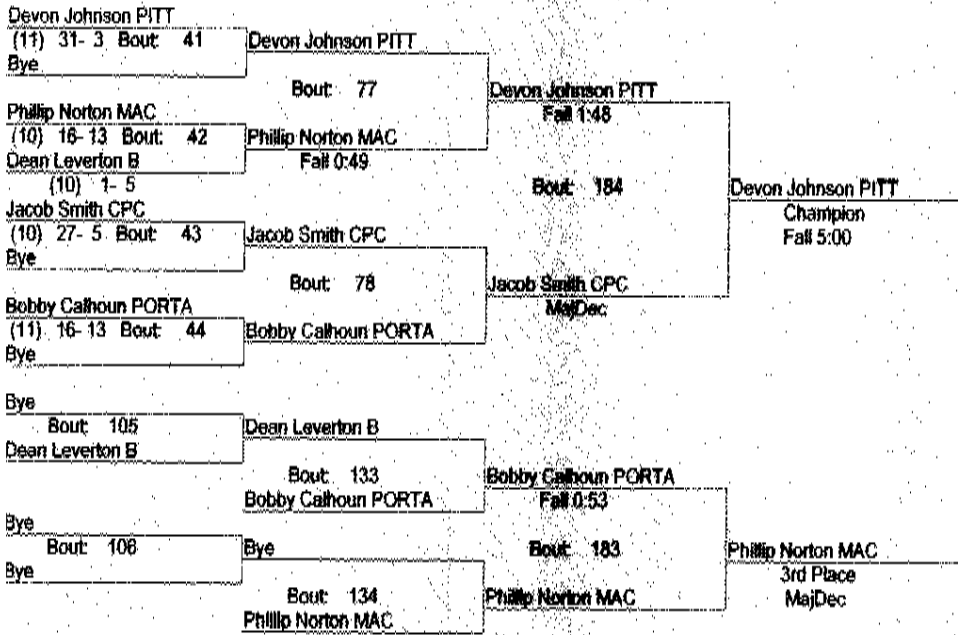 Devon Johnson PITT
(11) 31- 3 Bout: 41
Bye
Devon Johnson PITT
Bout: 77
Phillip Norton MAC
(10) 16- 13 Bout: 42
Dean Leverton B
(10) 1- 5
Phillip Norton MAC
Fall 0:49
Devon Johnson PITT
Fall 1:48
Jacob Smith CPC
(10) 27- 5 Bout: 43
Bye
Jacob Smith CPC
Bout: 78
Bobby Calhoun PORTA
(11) 16- 13 Bout: 44
Bye
Bobby Calhoun PORTA
Jacob Smith CPC
MajDec
Bout: 184
Devon Johnson PITT
Champion
Fall 5:00
Bye
Bout: 105
Dean Leverton B
Dean Leverton B
Bout: 133
Bobby Calhoun PORTA
Bobby Calhoun PORTA
Fall 0:53
Bye
Bout: 106
Bye
Bye
Bout: 134
Phillip Norton MAC
Phillip Norton MAC
Bout: 183
Phillip Norton MAC
3rd Place
MajDec